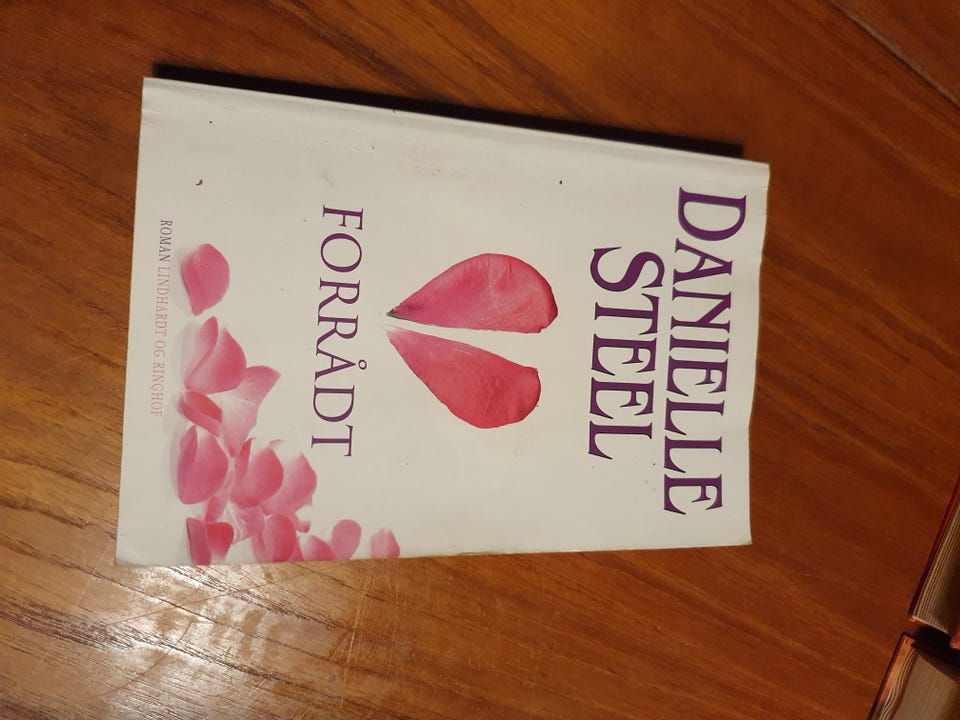 DANIELLE
STEEL
FORRÅDT
ROMAN LINDHARDT OG RINGHOF